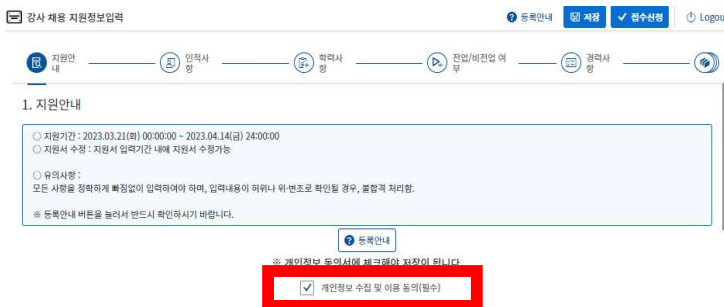 강사 채용 지원정보입력
등록안내 저장 접수신청 Logou
지원안내
인적사항
학력사항
전업/비전업 여부
경력사항
1. 지원안내
○ 지원기간 : 2023.03.21(화) 00:00:00 ~ 2023.04.14(금) 24:00:00
○ 지원서 수정 : 지원서 입력기간 내에 지원서 수정가능
○ 유의사항 :
모든 사항을 정확하게 빠짐없이 입력하여야 하며, 입력내용이 허위나 위·변조로 확인될 경우, 불합격 처리함.
※ 등록안내 버튼을 눌러서 반드시 확인하시기 바랍니다.
등록안내
※ 개인정보 동의서에 체크해야 저장이 됩니다
개인정보 수집 및 이용 동의(필수)